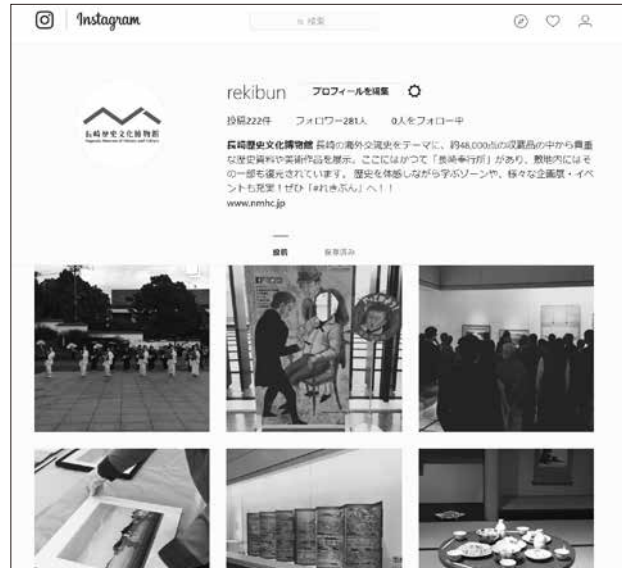 Instagram
検索
rekibun プロフィールを編集
投稿222件 フォロワー281人 0人をフォロー中
長崎歴史文化博物館
Nagasaki Museum of History and Culture
長崎歴史文化博物館 長崎の海外交流史をテーマに、約48,000点の収蔵品の中から貴重
な歴史資料や美術作品を展示。ここにはかつて「長崎奉行所」があり、敷地内にはそ
の一部も復元されています。 歴史を体感しながら学ぶゾーンや、様々な企画展・イベ
ントも充実！ぜひ「#れきぶん」へ！！
www.nmhc.jp
投稿 保存済み